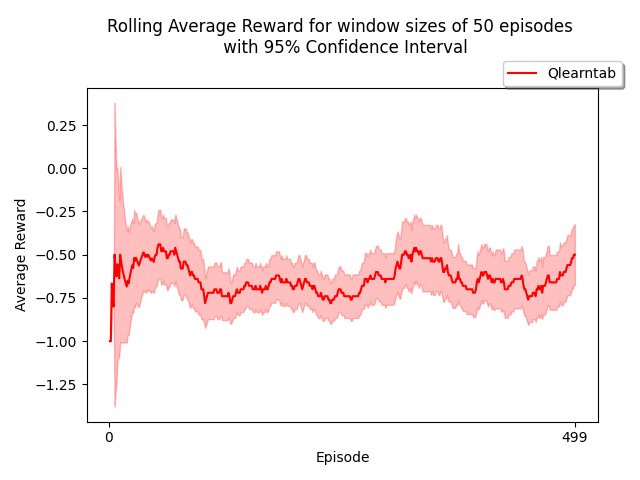 Rolling Average Reward for window sizes of 50 episodes
with 95% Confidence Interval
Qlearntab
0.25
0.00
−0.25
−0.50
−0.75
−1.00
−1.25
Average Reward
0
499
Episode